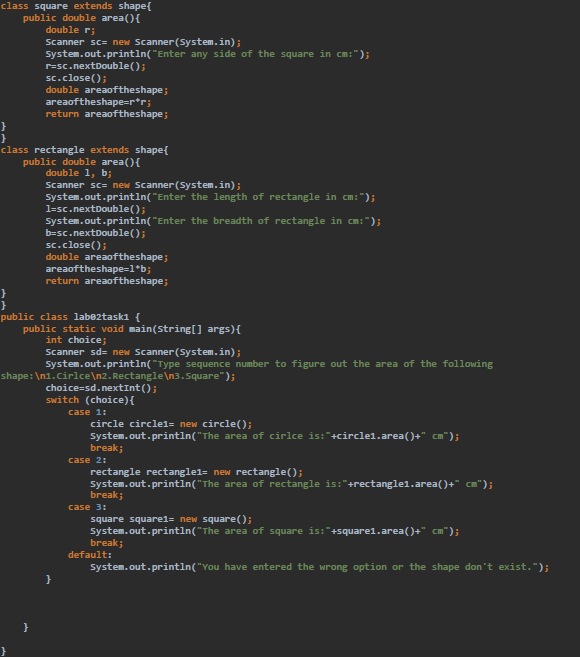 class square extends shape{
public double area(){
double r;
Scanner sc= new Scanner(System.in);
System.out.println("Enter any side of the square in cm:");
r=sc.nextDouble();
sc.close();
double areaoftheshape;
areaoftheshape=r*r;
return areaoftheshape;
}
}
class rectangle extends shape{
public double area(){
double l, b;
Scanner sc= new Scanner(System.in);
System.out.println("Enter the length of rectangle in cm:");
l=sc.nextDouble();
System.out.println("Enter the breadth of rectangle in cm:");
b=sc.nextDouble();
sc.close();
double areaoftheshape;
areaoftheshape=l*b;
return areaoftheshape;
}
}
public class lab02task1 {
public static void main(String[] args){
int choice;
Scanner sd= new Scanner(System.in);
System.out.println("Type sequence number to figure out the area of the following
shape:\n1.Cirlce\n2.Rectangle\n3.Square");
choice=sd.nextInt();
switch (choice){
case 1:
circle circle1= new circle();
System.out.println("The area of cirlce is:"+circle1.area()+" cm");
break;
case 2:
rectangle rectangle1= new rectangle();
System.out.println("The area of rectangle is:"+rectangle1.area()+" cm");
break;
case 3:
square square1= new square();
System.out.println("The area of square is:"+square1.area()+" cm");
break;
default:
System.out.println("You have entered the wrong option or the shape don't exist.");
}
}
}